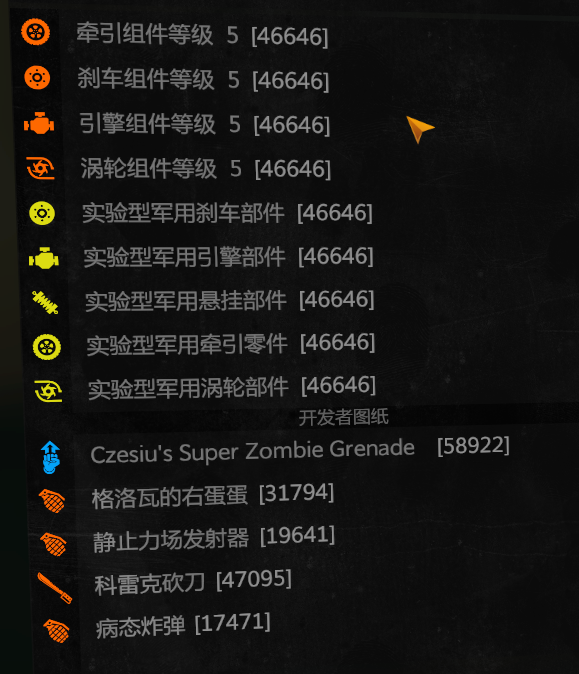 牵引组件等级 5 [46646]
刹车组件等级 5 [46646]
引擎组件等级 5 [46646]
涡轮组件等级 5 [46646]
实验型军用刹车部件 [46646]
实验型军用引擎部件 [46646]
实验型军用悬挂部件 [46646]
实验型军用牵引零件 [46646]
实验型军用涡轮部件 [46646]
开发者图纸
Czesiu's Super Zombie Grenade [58922]
格洛瓦的右蛋蛋 [31794]
静止力场发射器 [19641]
科雷克砍刀 [47095]
病态炸弹 [17471]